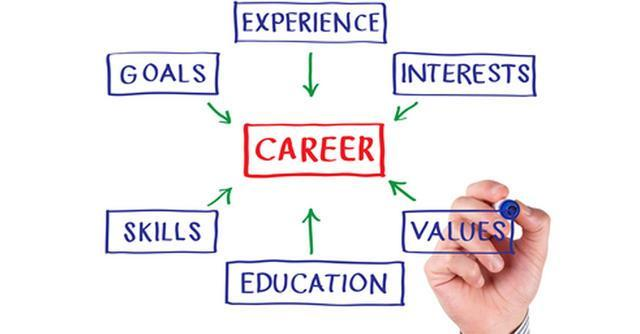 EXPERIENCE
GOALS
INTERESTS
CAREER
SKILLS
VALUES
EDUCATION